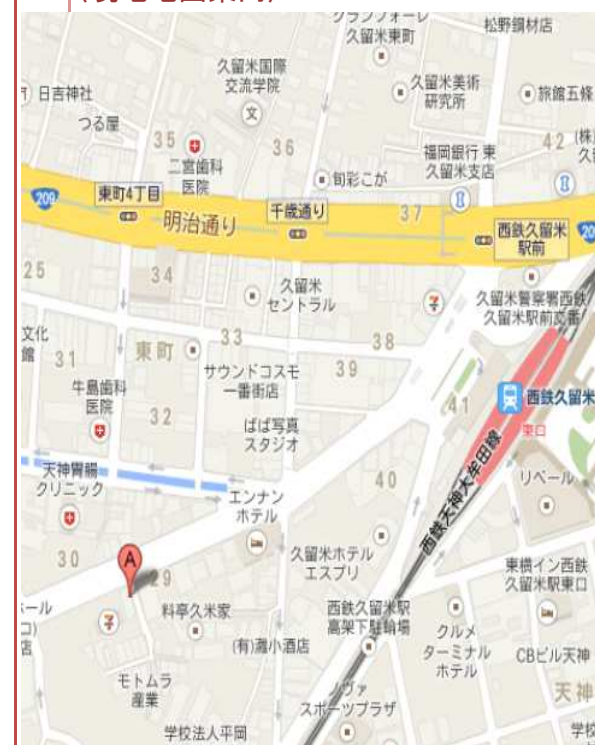 (現地地図案内)
グランフォーレ
久留米東町
松野鋼材店
久留米国際
交流学院
文
久留米美術
研究所
旅館五條
日吉神社
つる屋
35
二宮歯科
医院
36
福岡銀行 東
久留米支店
42
(株)
旬彩こが
209
東町4丁目
明治通り
千歳通り
37
西鉄久留米
駅前
20
25
34
久留米
セントラル
久留米警察署西鉄
久留米駅前交番
文化
館
31
東町
33
38
サウンドコスモ
一番街店
39
牛島歯科
医院
32
ばば写真
スタジオ
41
西鉄久留米
東口
西鉄天神大牟田線
天神胃腸
クリニック
エンナン
ホテル
40
リベール
30
A
29
久留米ホテル
エスプリ
東横イン西鉄
久留米駅東口
料亭久米家
(有)灘小酒店
西鉄久留米駅
高架下駐輪場
クルメ
ターミナル
ホテル
CBビル天神
モトムラ
産業
ノヴァ
スポーツプラザ
天神
学校法人平岡
学校